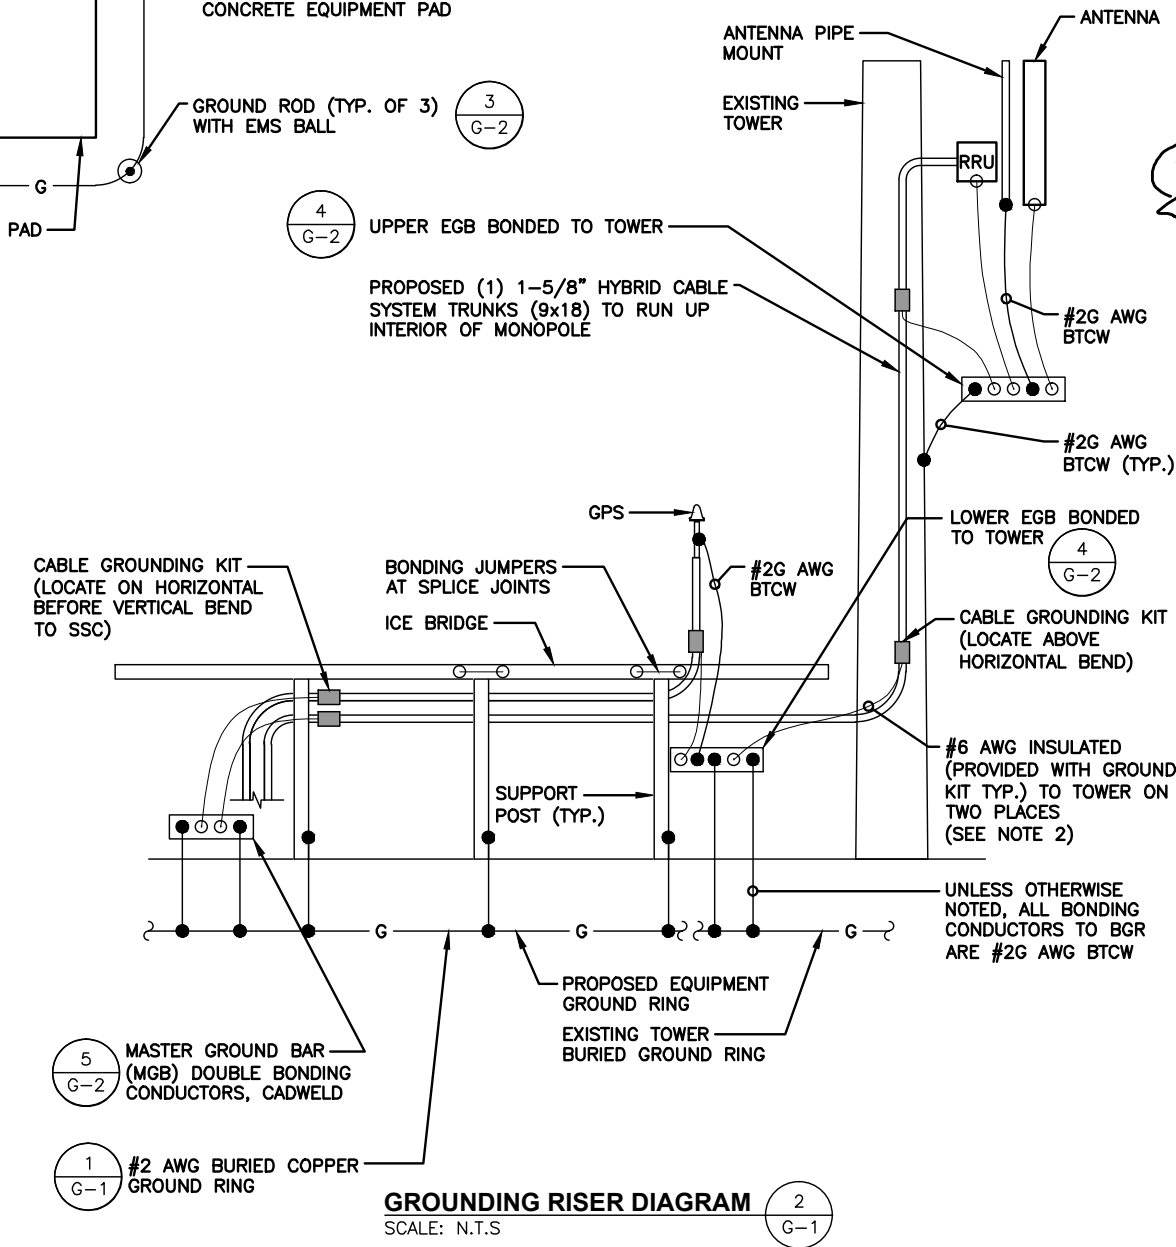 CONCRETE EQUIPMENT PAD
GROUND ROD (TYP. OF 3)
WITH EMS BALL
3
G-2
G
PAD
ANTENNA PIPE
MOUNT
ANTENNA
EXISTING
TOWER
RRU
4
G-2
UPPER EGB BONDED TO TOWER
PROPOSED (1) 1-5/8" HYBRID CABLE
SYSTEM TRUNKS (9x18) TO RUN UP
INTERIOR OF MONOPOLE
#2G AWG
BTCW
#2G AWG
BTCW (TYP.)
GPS
LOWER EGB BONDED
TO TOWER
4
G-2
CABLE GROUNDING KIT
(LOCATE ON HORIZONTAL
BEFORE VERTICAL BEND
TO SSC)
BONDING JUMPERS
AT SPLICE JOINTS
ICE BRIDGE
#2G AWG
BTCW
CABLE GROUNDING KIT
(LOCATE ABOVE
HORIZONTAL BEND)
#6 AWG INSULATED
(PROVIDED WITH GROUND
KIT TYP.) TO TOWER ON
TWO PLACES
(SEE NOTE 2)
SUPPORT
POST (TYP.)
UNLESS OTHERWISE
NOTED, ALL BONDING
CONDUCTORS TO BGR
ARE #2G AWG BTCW
G
G
G
PROPOSED EQUIPMENT
GROUND RING
EXISTING TOWER
BURIED GROUND RING
5
G-2
MASTER GROUND BAR
(MGB) DOUBLE BONDING
CONDUCTORS, CADWELD
1
G-1
#2 AWG BURIED COPPER
GROUND RING
GROUNDING RISER DIAGRAM
SCALE: N.T.S
2
G-1